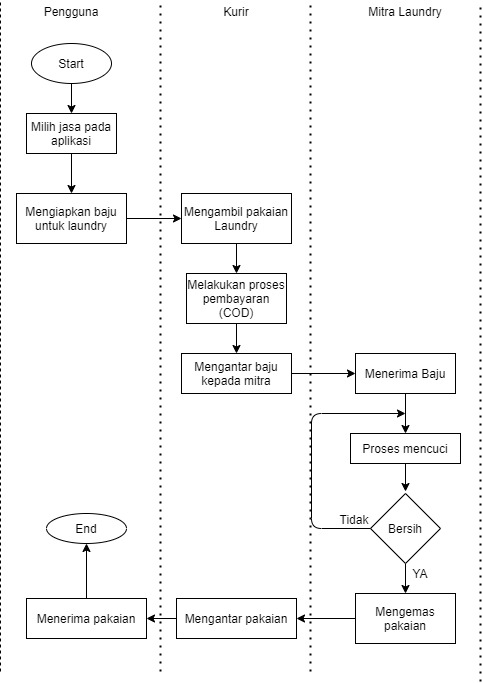 Pengguna
Kurir
Mitra Laundry
Start
Milih jasa pada
aplikasi
Mengiapkan baju
untuk laundry
Mengambil pakaian
Laundry
Melakukan proses
pembayaran
(COD)
Mengantar baju
kepada mitra
Menerima Baju
Proses mencuci
Tidak
Bersih
YA
Mengemas
pakaian
Mengantar pakaian
Menerima pakaian
End